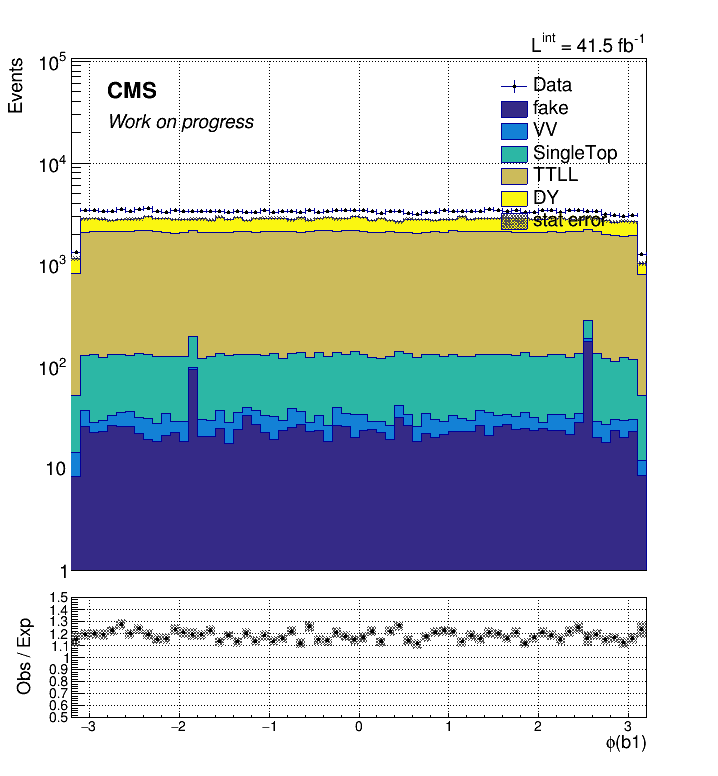 L^int = 41.5 fb^-1
Events
10^5
10^4
10^3
10^2
10
1
CMS
Work on progress
Data
fake
VV
SingleTop
TTLL
DY
stat error
Obs / Exp
1.5
1.4
1.3
1.2
1.1
1
0.9
0.8
0.7
0.6
0.5
−3 −2 −1 0 1 2 3
ϕ(b1)